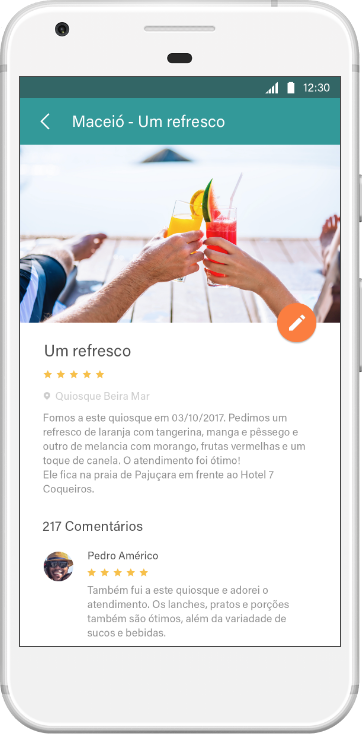 12:30
Maceió - Um refresco
Um refresco
Quiosque Beira Mar
Fomos a este quiosque em 03/10/2017. Pedimos um
refresco de laranja com tangerina, manga e pêssego e
outro de melancia com morango, frutas vermelhas e um
toque de canela. O atendimento foi ótimo!
Ele fica na praia de Pajuçara em frente ao Hotel 7
Coqueiros.
217 Comentários
Pedro Américo
Também fui a este quiosque e adorei o
atendimento. Os lanches, pratos e porções
também são ótimos, além da variadade de
sucos e bebidas.